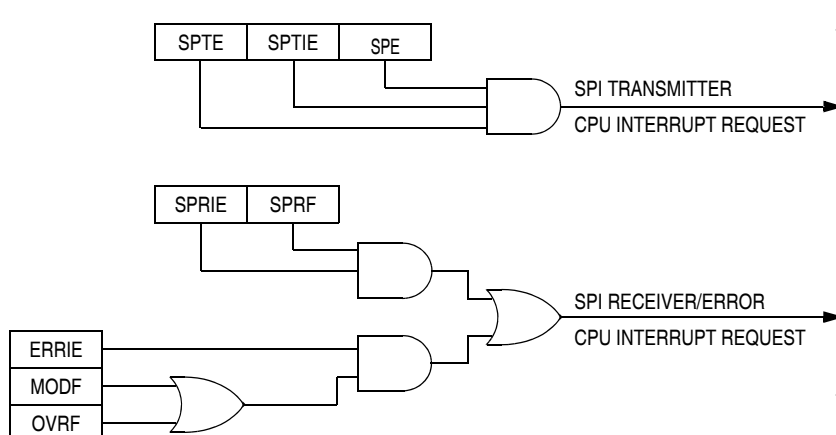 SPTE SPTIE SPE
SPI TRANSMITTER
CPU INTERRUPT REQUEST
SPRIE SPRF
SPI RECEIVER/ERROR
CPU INTERRUPT REQUEST
ERRIE
MODF
OVRF